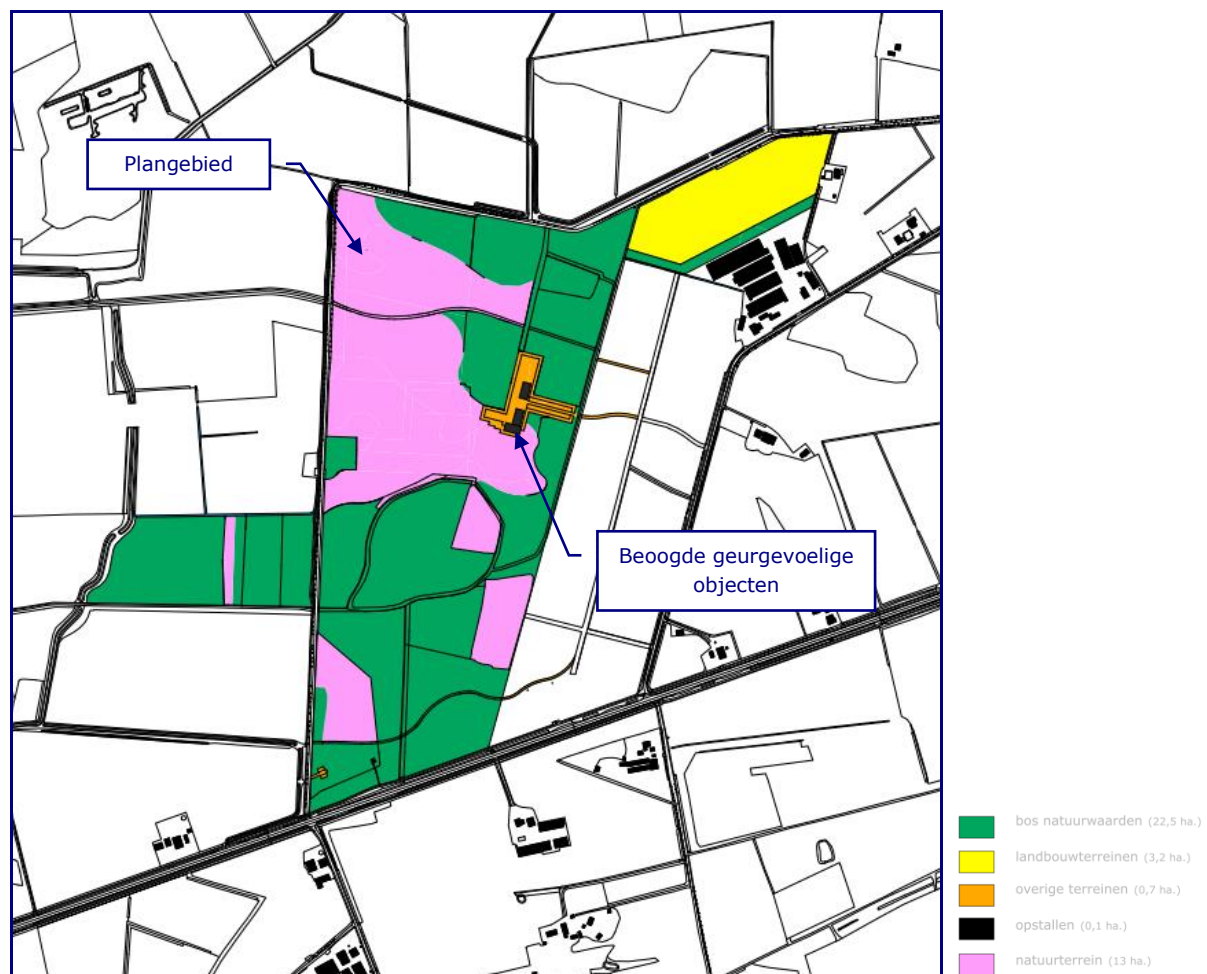 Plangebied
Beoogde geurgevoelige
objecten
bos natuurwaarden (22,5 ha.)
landbouwterreinen (3,2 ha.)
overige terreinen (0,7 ha.)
opstallen (0,1 ha.)
natuurterrein (13 ha.)